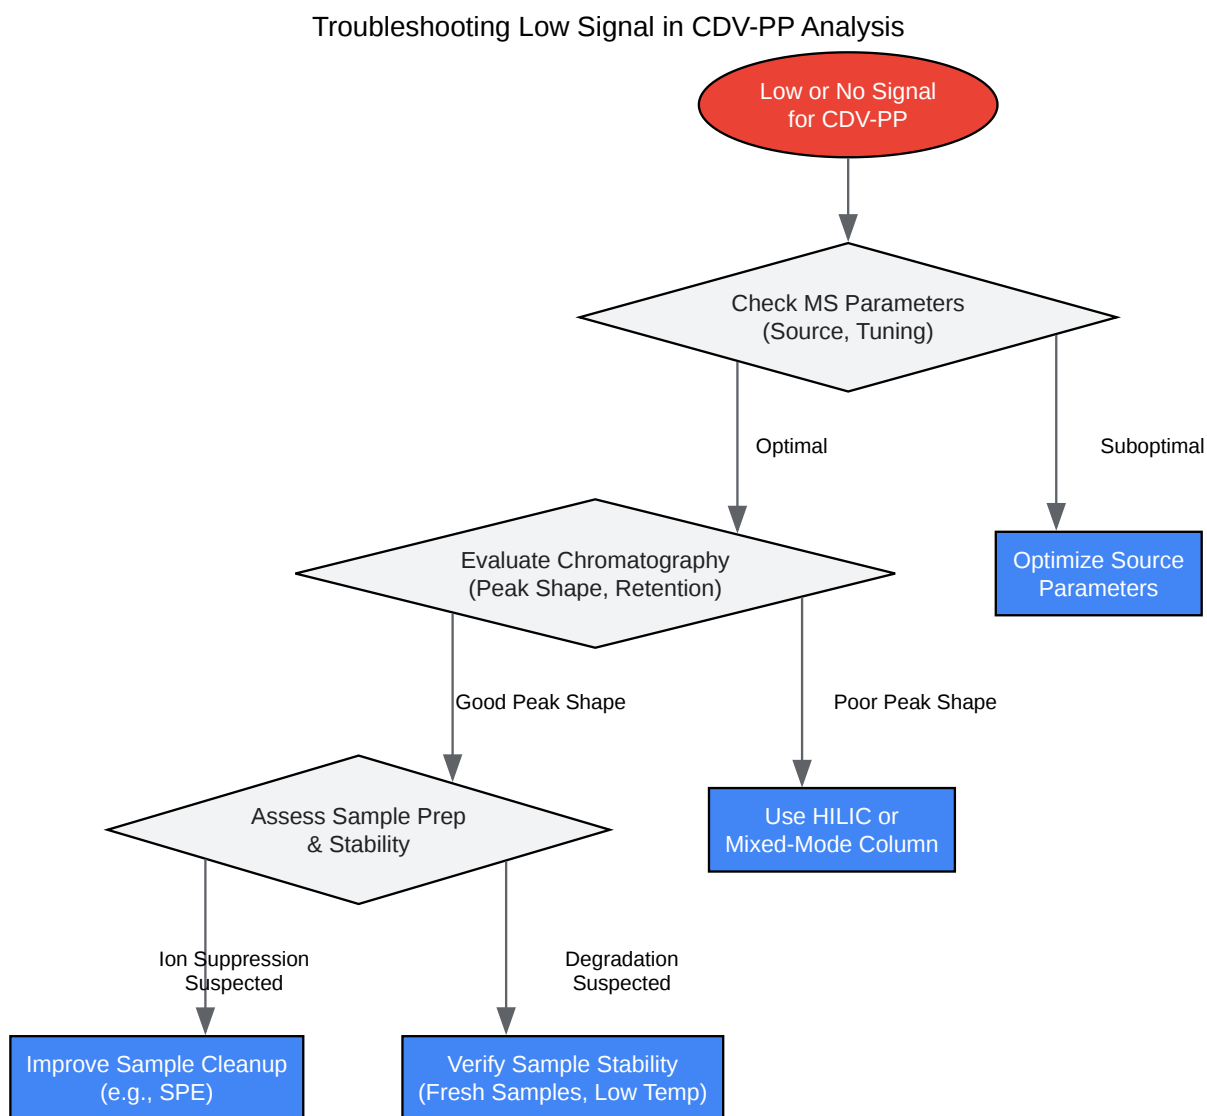 Troubleshooting Low Signal in CDV-PP Analysis
Low or No Signal
for CDV-PP
Check MS Parameters
(Source, Tuning)
Optimal
Suboptimal
Evaluate Chromatography
(Peak Shape, Retention)
Optimize Source
Parameters
Good Peak Shape
Poor Peak Shape
Assess Sample Prep
& Stability
Use HILIC or
Mixed-Mode Column
Ion Suppression
Suspected
Degradation
Suspected
Improve Sample Cleanup
(e.g., SPE)
Verify Sample Stability
(Fresh Samples, Low Temp)